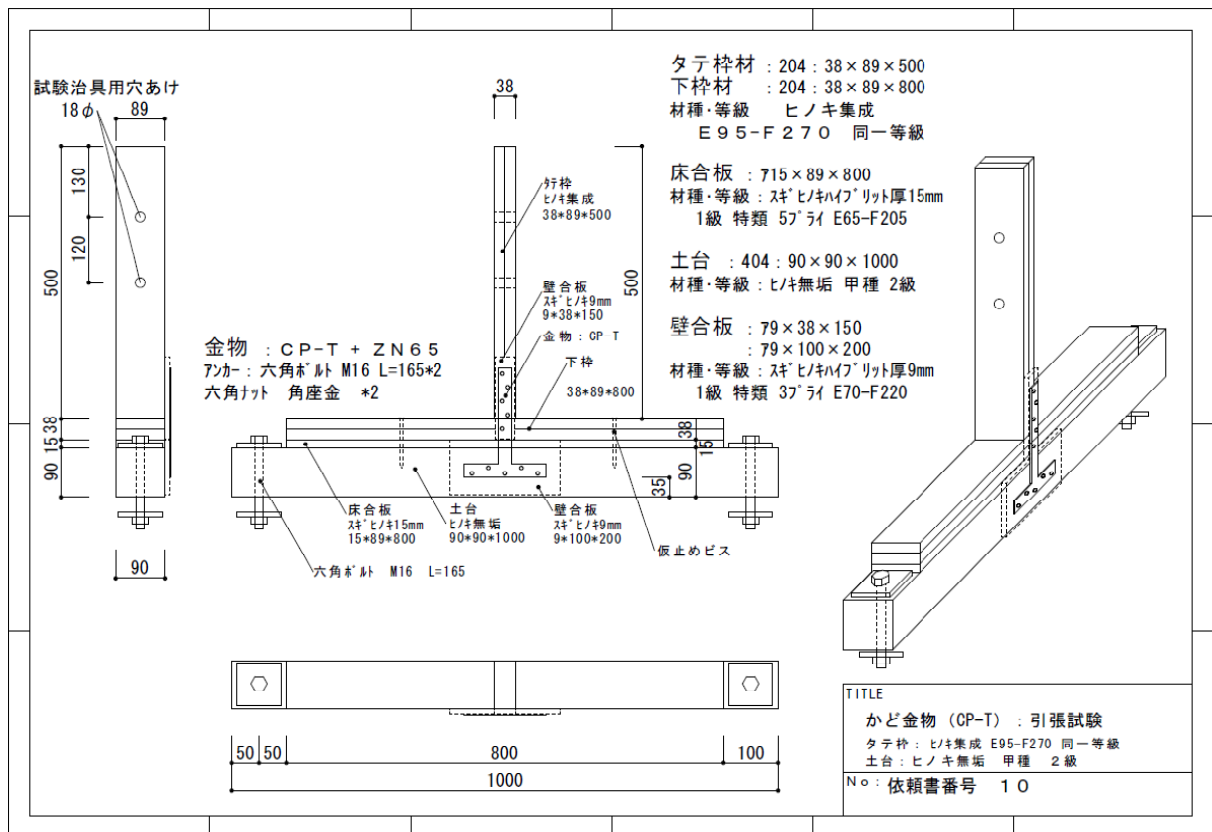 試験治具用穴あけ
18φ
89
130
120
500
38
15
90
90
金物 : CP-T + ZN65
アンカー: 六角ボルト M16 L=165*2
六角ナット 角座金 *2
38
タテ枠
ヒノキ集成
38*89*500
壁合板
スギヒノキ9mm
9*38*150
金物: CP T
下枠
38*89*800
500
38
15
90
35
床合板
スギヒノキ15mm
15*89*800
土台
ヒノキ無垢
90*90*1000
壁合板
スギヒノキ9mm
9*100*200
仮止めビス
六角ボルト M16 L=165
タテ枠材 : 204 : 38×89×500
下枠材 : 204 : 38×89×800
材種・等級 ヒノキ集成
E95-F270 同一等級
床合板 : ア15×89×800
材種・等級 : スギヒノキハイブリット厚15mm
1級 特類 5プライ E65-F205
土台 : 404 : 90×90×1000
材種・等級 : ヒノキ無垢 甲種 2級
壁合板 : ア9×38×150
: ア9×100×200
材種・等級 : スギヒノキハイブリット厚9mm
1級 特類 3プライ E70-F220
50
50
800
100
1000
TITLE
かど金物 (CP-T) : 引張試験
タテ枠: ヒノキ集成 E95-F270 同一等級
土台: ヒノキ無垢 甲種 2級
No: 依頼書番号 10